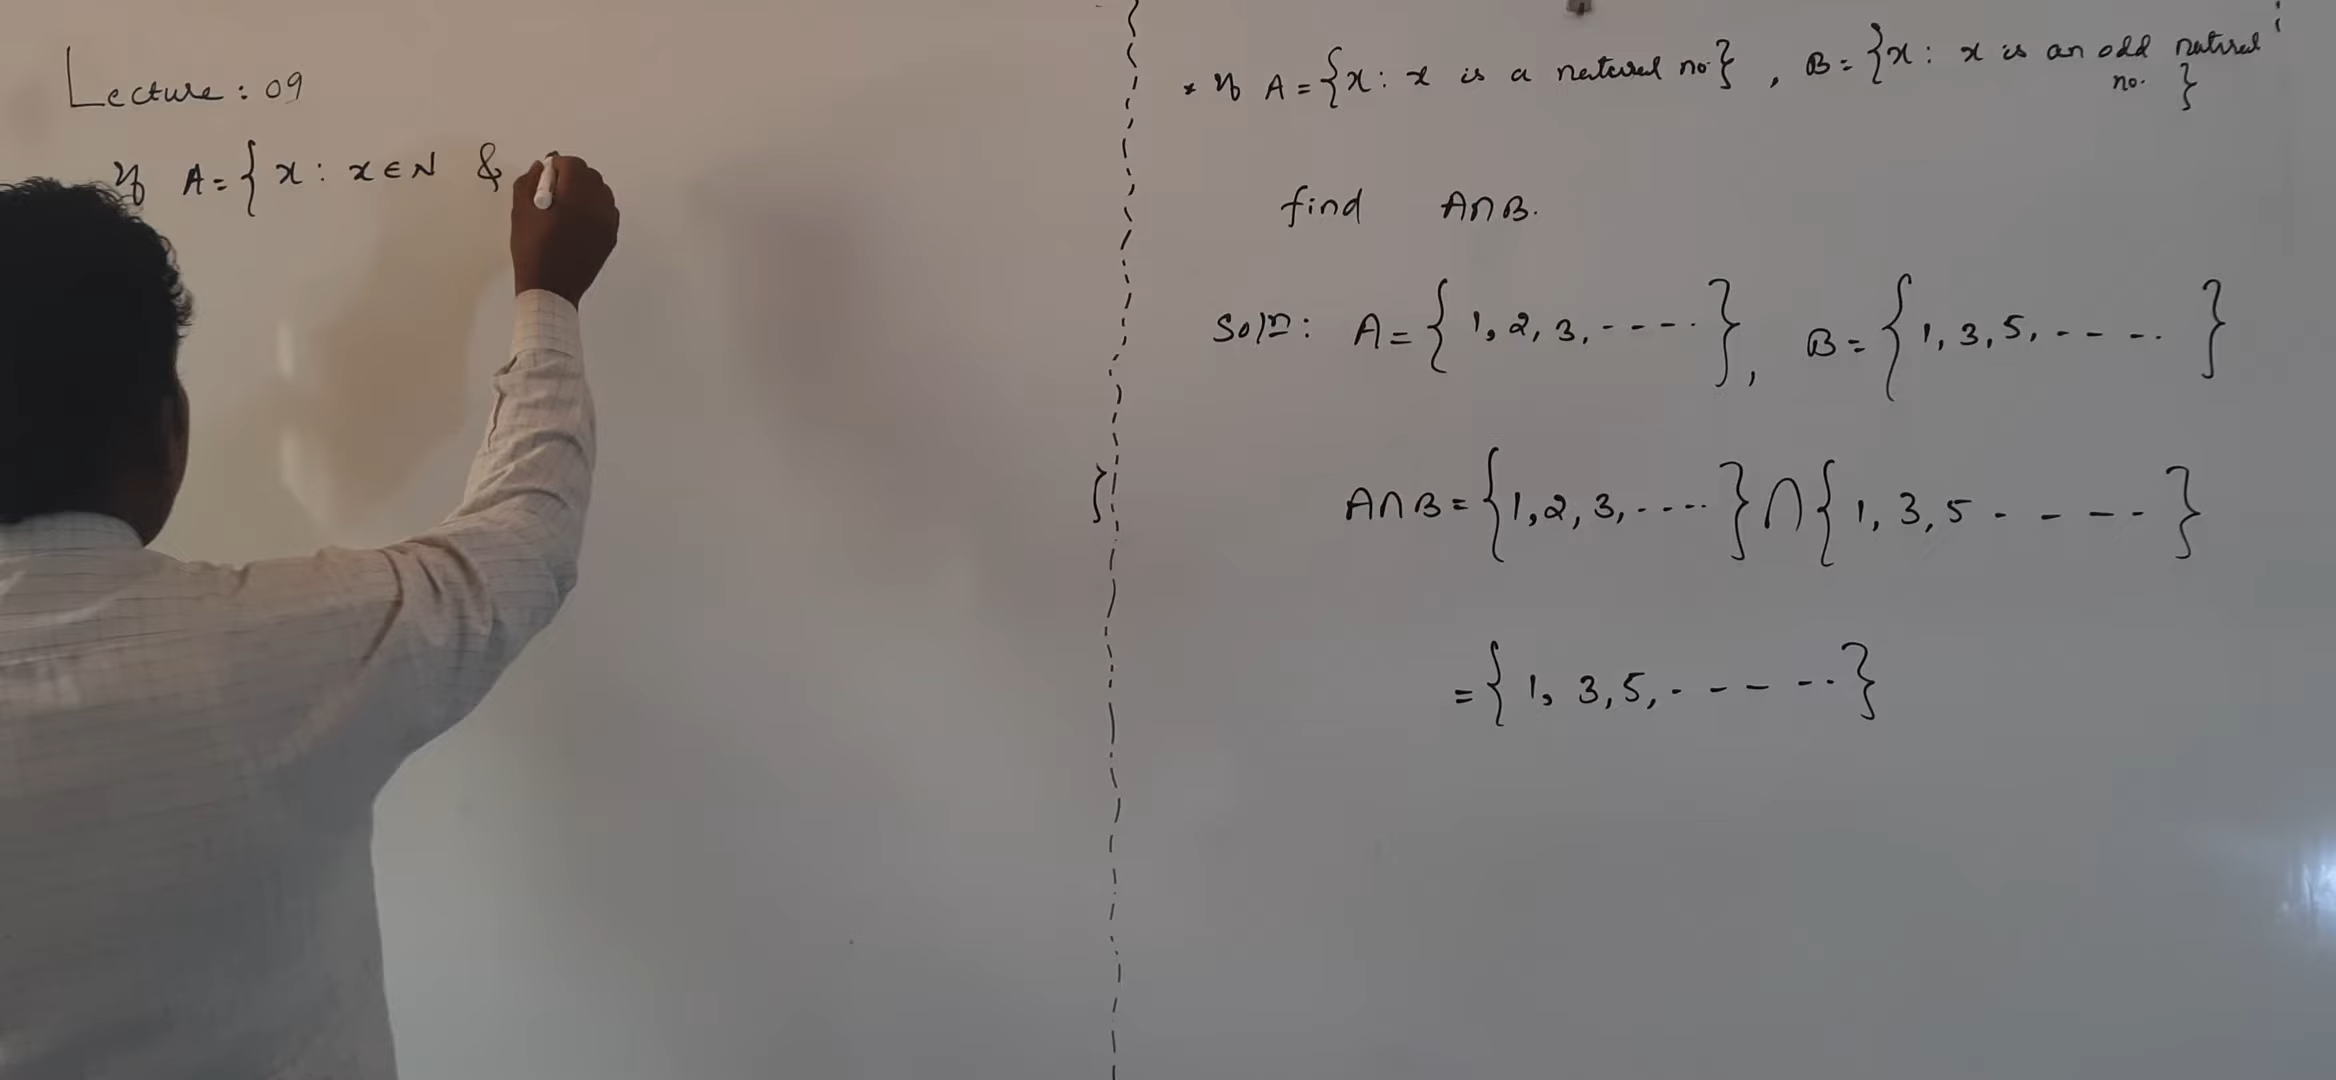 Lecture: 09
If A = { x : x ∈ N &
* If A = {x : x is a natural no.} , B = {x : x is an odd natural
no. }
find A∩B.
Soln: A = { 1, 2, 3, ----- } , B = { 1, 3, 5, ---- }
A∩B = {1, 2, 3, ----- } ∩ { 1, 3, 5 ----- }
= { 1, 3, 5, ------ }